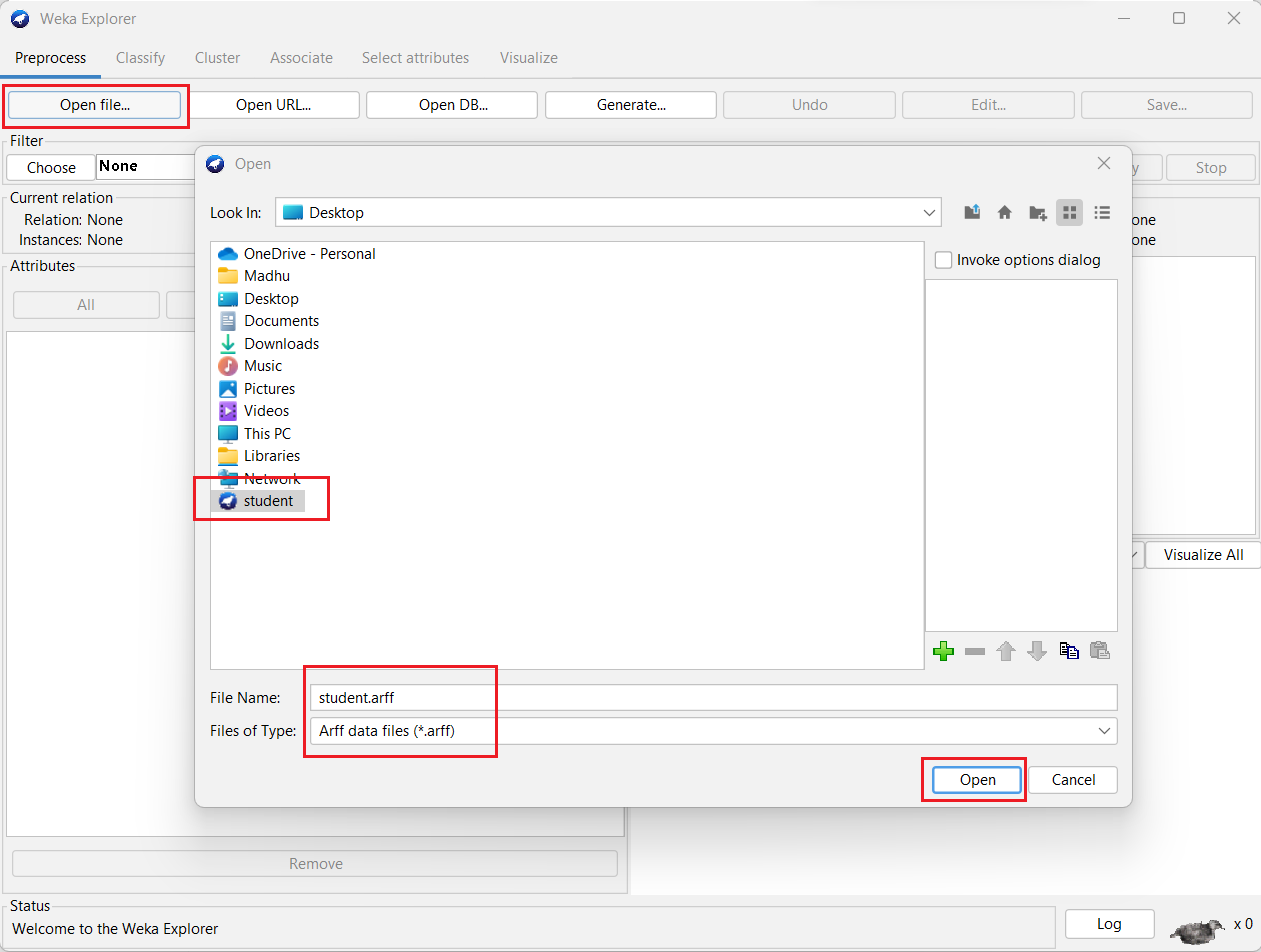 Weka Explorer
Preprocess Classify Cluster Associate Select attributes Visualize
Open file... Open URL... Open DB... Generate... Undo Edit... Save...
Filter
Choose None Stop
Current relation
Relation: None
Instances: None
Attributes
All
Open
Look In: Desktop
OneDrive - Personal
Madhu
Desktop
Documents
Downloads
Music
Pictures
Videos
This PC
Libraries
Network
student
Invoke options dialog
File Name: student.arff
Files of Type: Arff data files (*.arff)
Open Cancel
Visualize All
Remove
Status
Welcome to the Weka Explorer
Log x 0